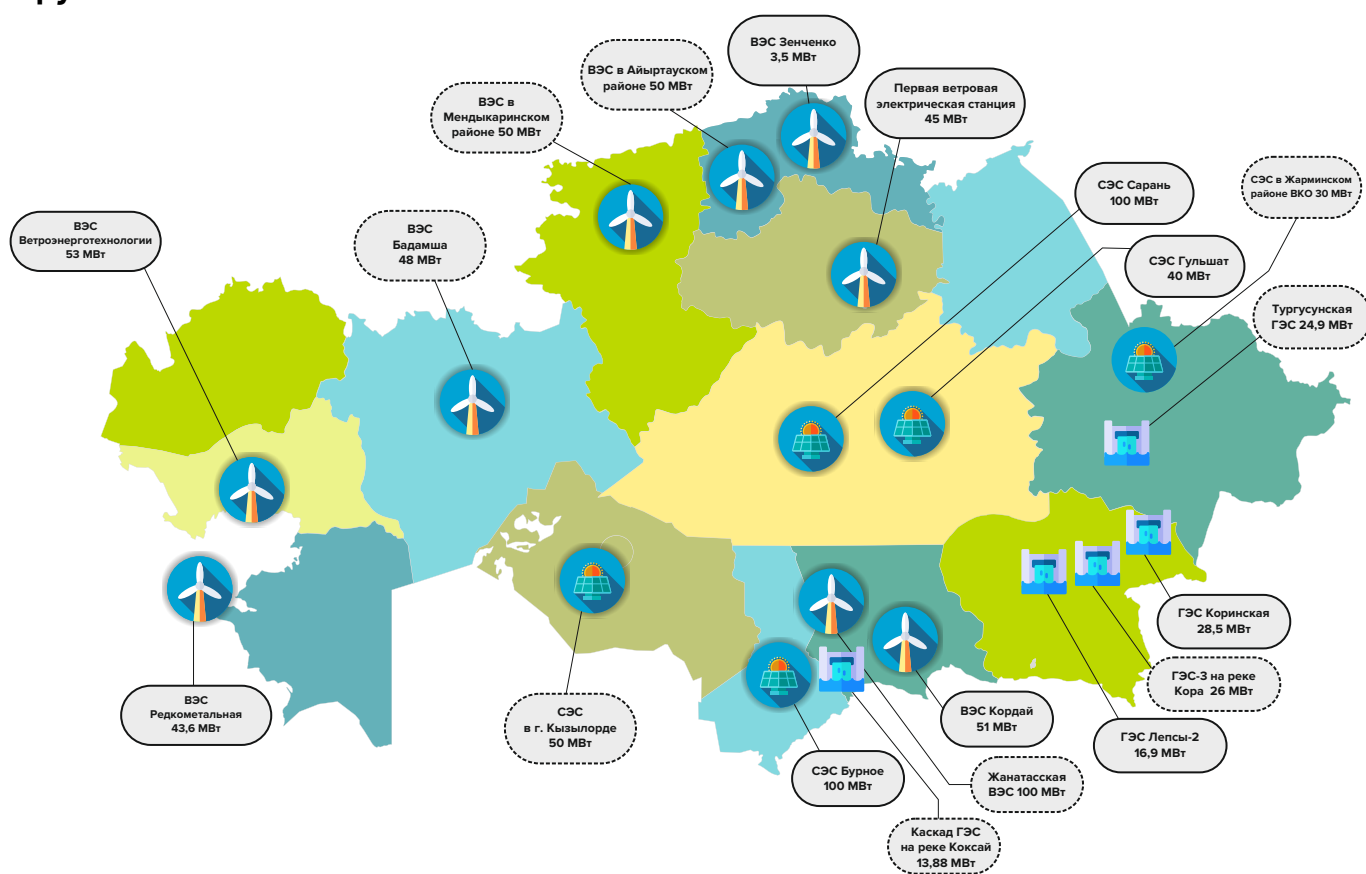 ВЭС Зенченко
3,5 МВт
ВЭС в Айыртауском
районе 50 МВт
ВЭС в
Мендыкаринском
районе 50 МВт
Первая ветровая
электрическая станция
45 МВт
СЭС Сарань
100 МВт
СЭС в Жарминском
районе ВКО 30 МВт
ВЭС
Ветроэнерготехнологии
53 МВт
ВЭС
Бадамша
48 МВт
СЭС Гульшат
40 МВт
Тургусунская
ГЭС 24,9 МВт
ГЭС Коринская
28,5 МВт
ГЭС-3 на реке
Кора 26 МВт
ВЭС
Редкометальная
43,6 МВт
СЭС
в г. Кызылорде
50 МВт
ВЭС Кордай
51 МВт
ГЭС Лепсы-2
16,9 МВт
СЭС Бурное
100 МВт
Жанатасская
ВЭС 100 МВт
Каскад ГЭС
на реке Коксай
13,88 МВт